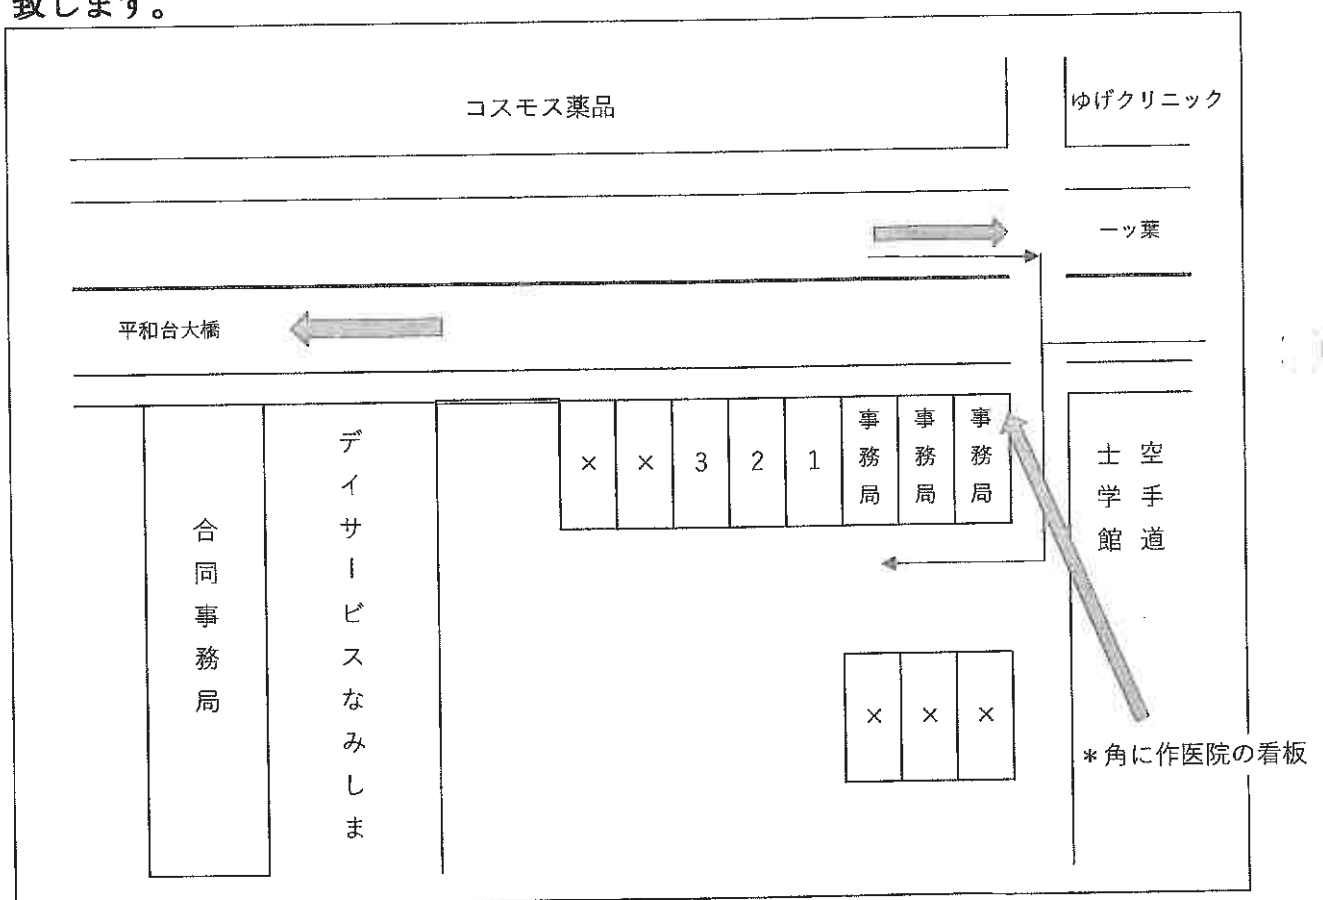 致します。
コスモス薬品
ゆげクリニック
一ッ葉
平和台大橋
×
×
3
2
1
事務局
事務局
事務局
デイサービスなみしま
合同事務局
空手道
士学館
×
×
×
*角に作医院の看板